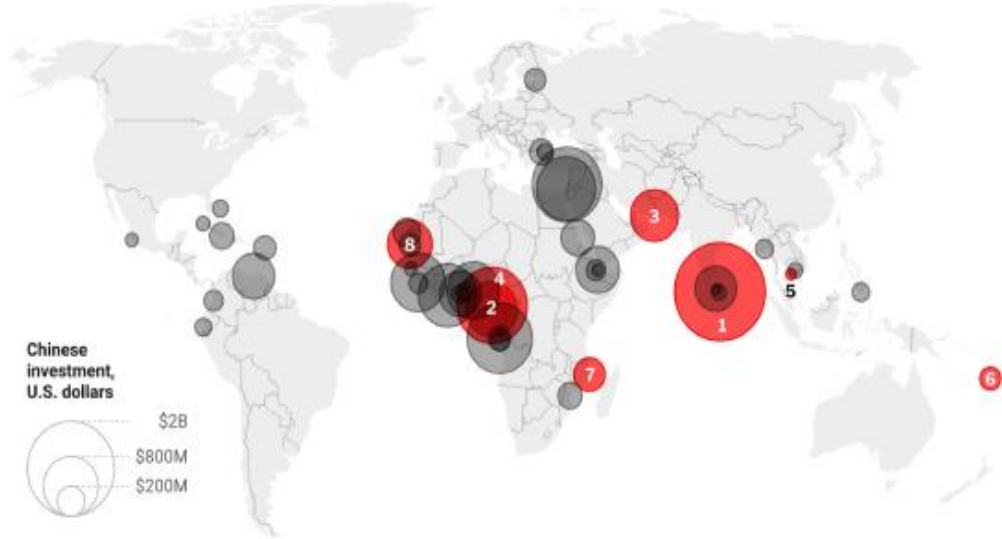 3
8
4
2
5
1
7
6
Chinese
investment,
U.S. dollars
$2B
$800M
$200M